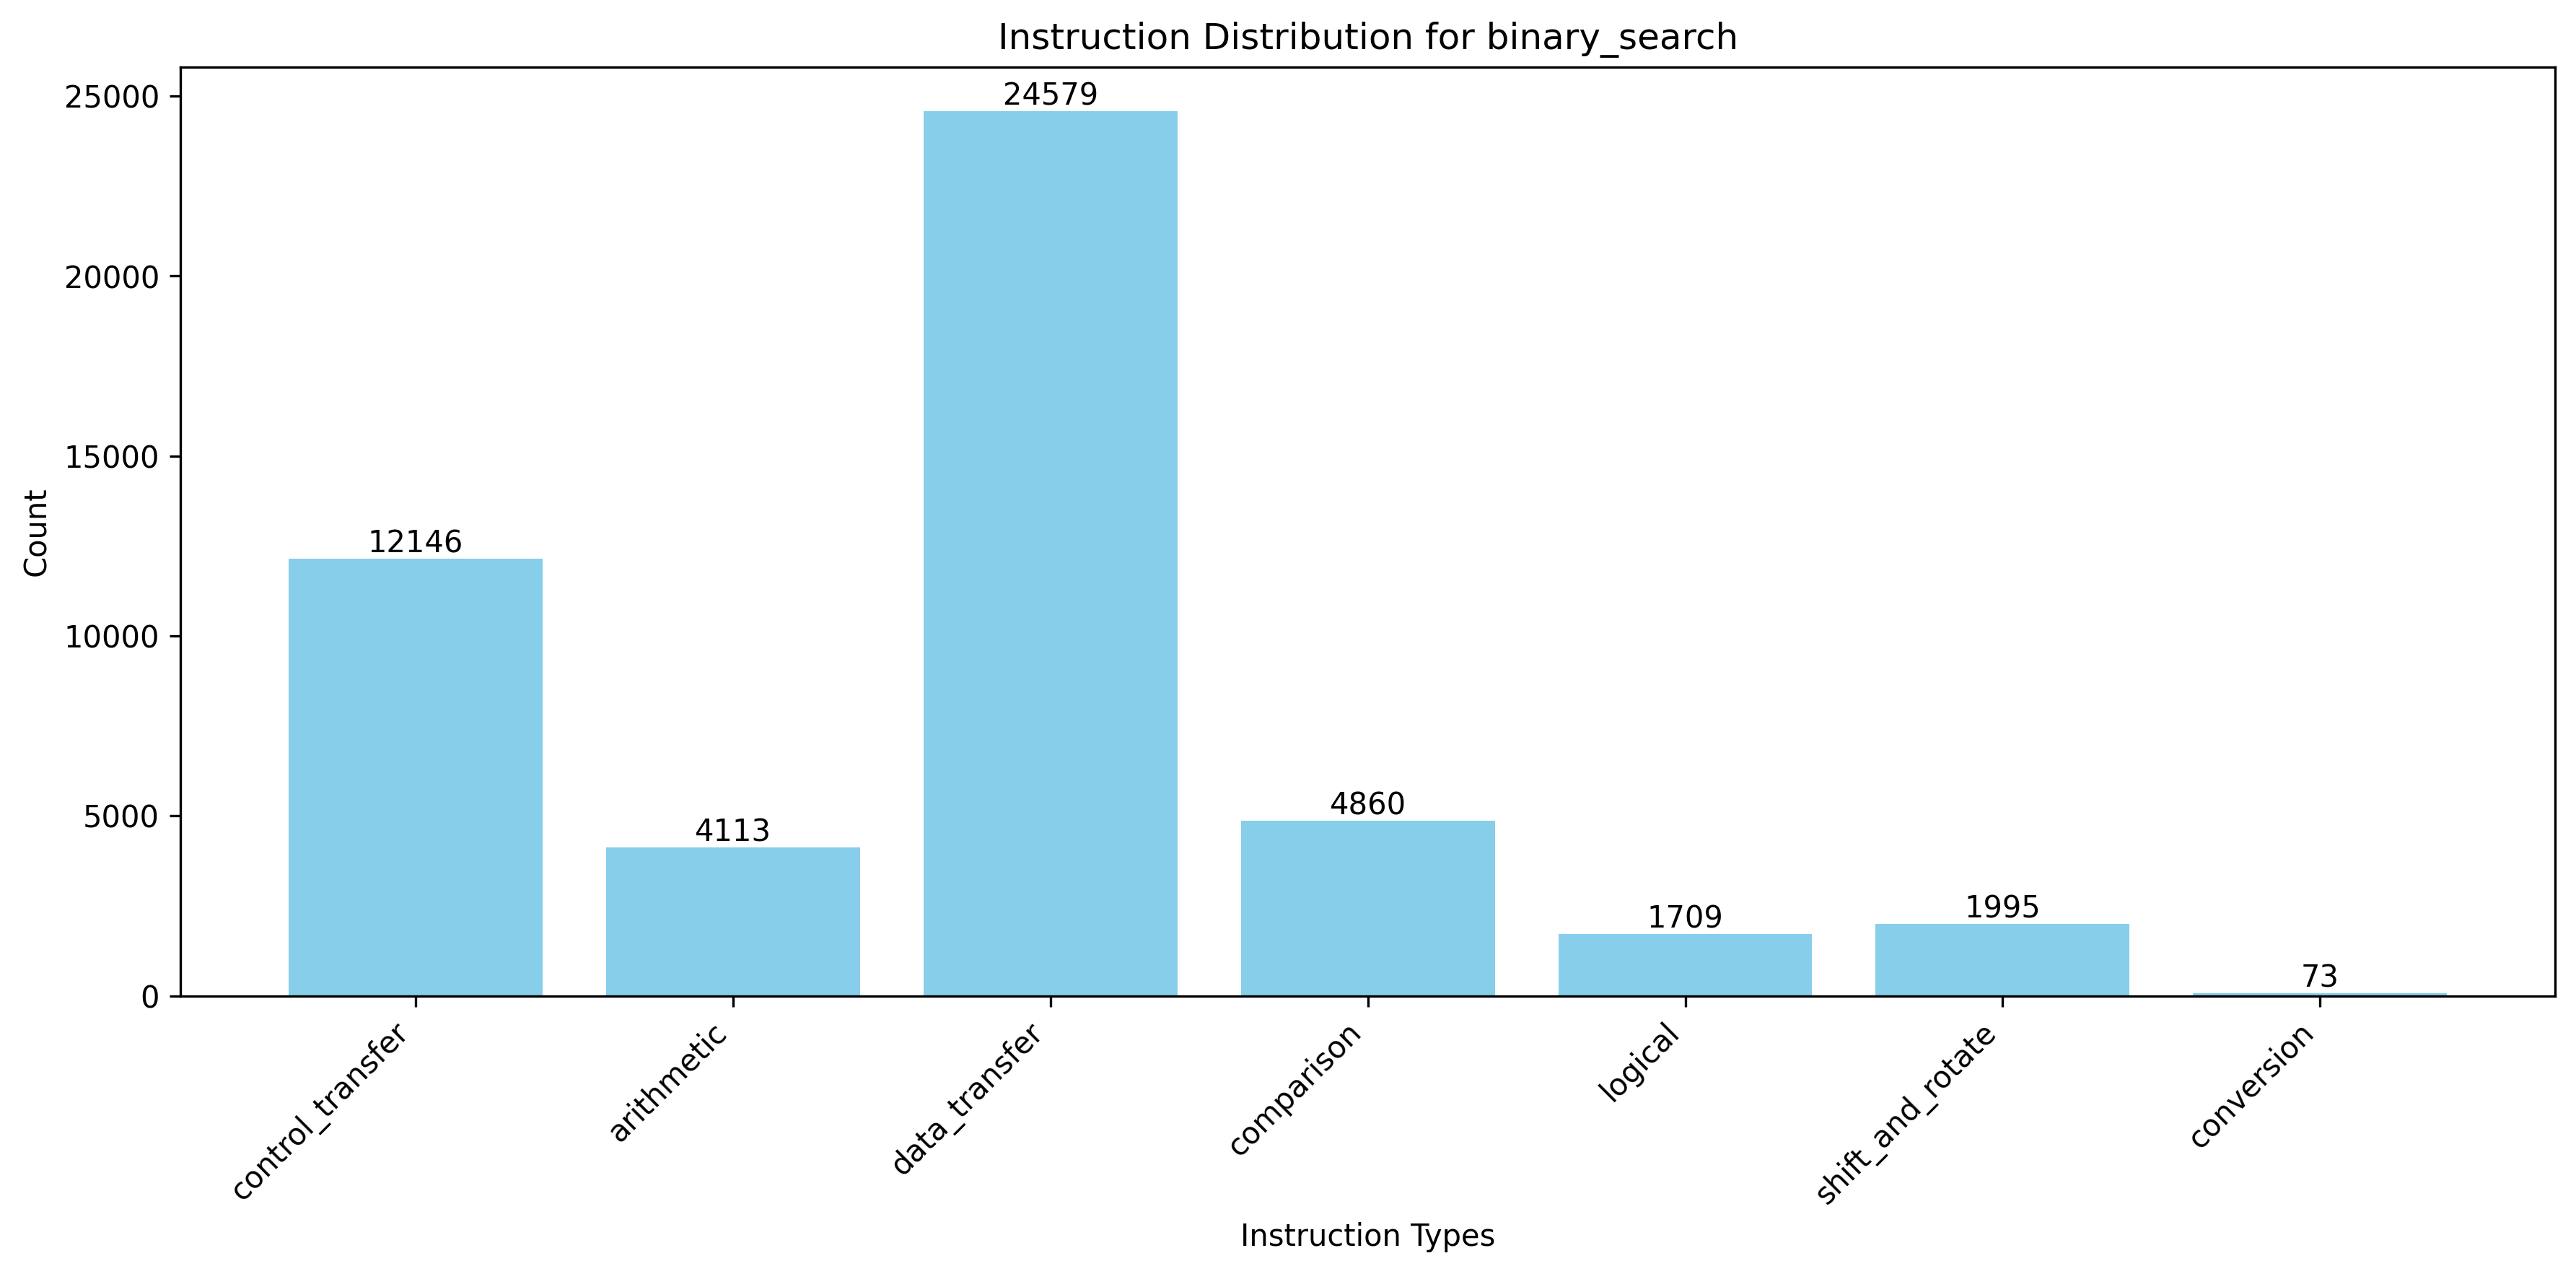 Instruction Distribution for binary_search
Count
25000
20000
15000
10000
5000
0
12146
4113
24579
4860
1709
1995
73
control_transfer
arithmetic
data_transfer
comparison
logical
shift_and_rotate
conversion
Instruction Types